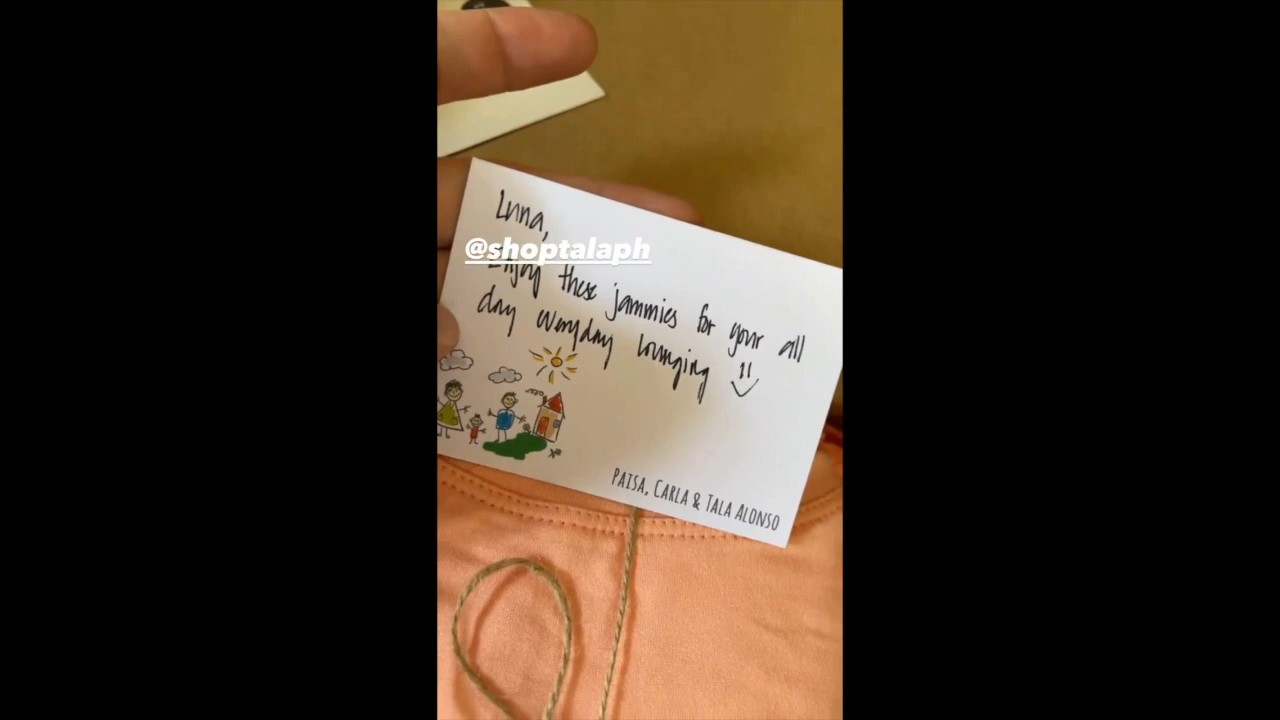 Luna,
@shoptalaph
Enjoy these jammies for your all
day everyday lounging
PAISA, CARLA & TALA ALONSO